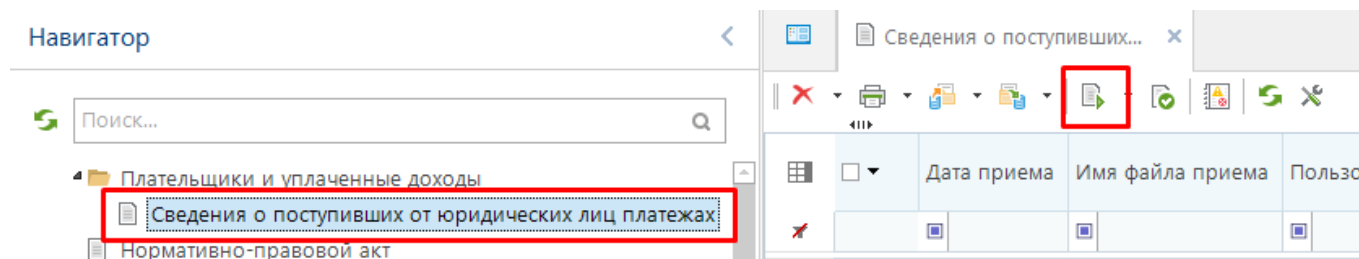 Навигатор
Сведения о поступивших...
Поиск...
Плательщики и уплаченные доходы
Сведения о поступивших от юридических лиц платежах
Нормативно-правовой акт
Дата приема Имя файла приема Пользо